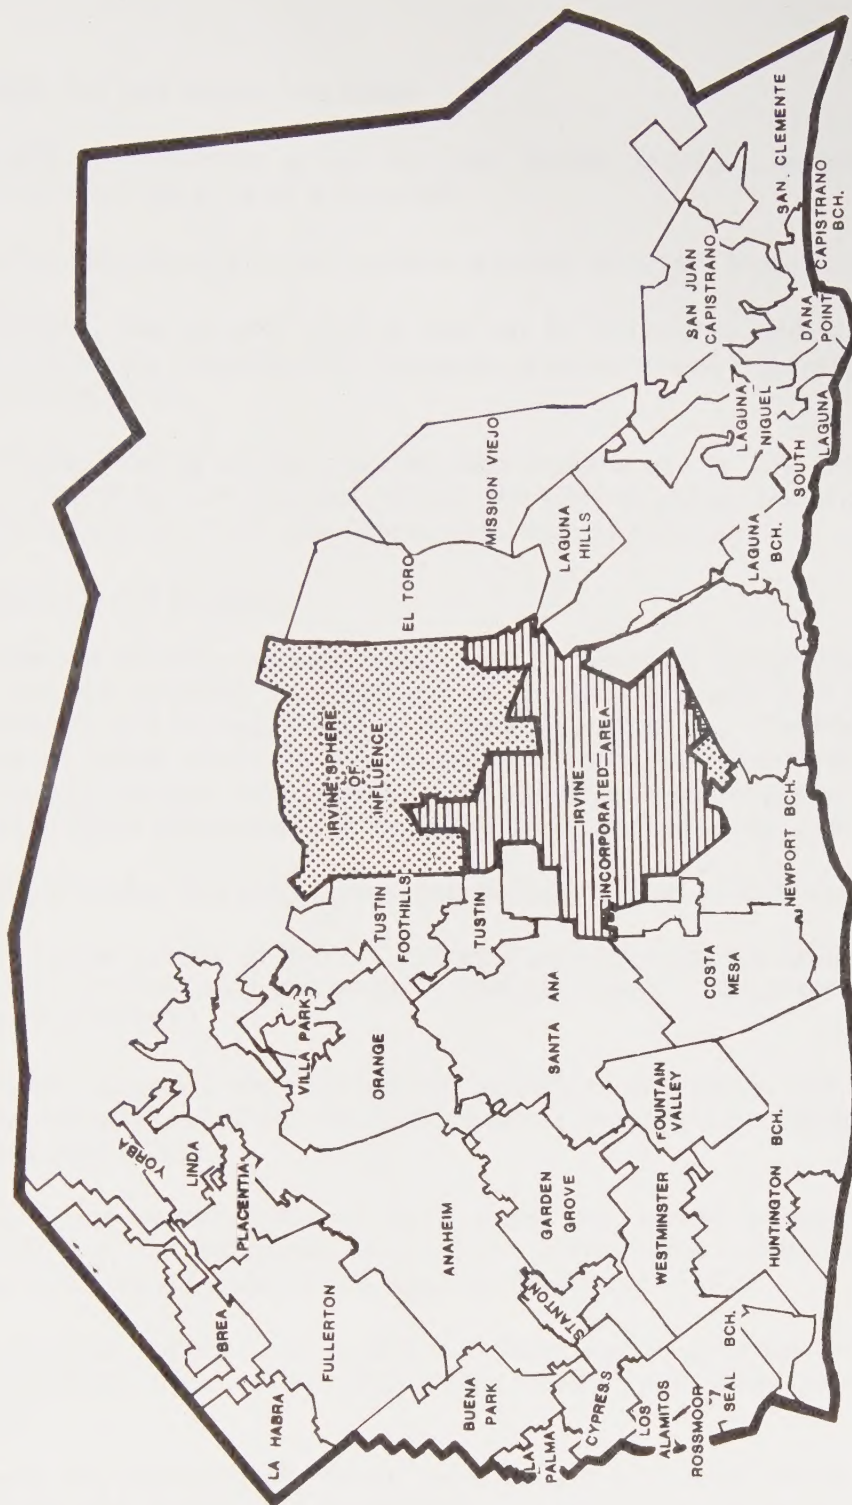 LA HABRA
BREA
YORBA
LINDA
PLACENTIA
FULLERTON
BUENA
PARK
LA
PALMA
CYPRESS
LOS
ALAMITOS
ROSSMOOR
SEAL BCH.
STANTON
ANAHEIM
GARDEN
GROVE
WESTMINSTER
HUNTINGTON BCH.
FOUNTAIN
VALLEY
VILLA PARK
ORANGE
SANTA ANA
TUSTIN
FOOTHILLS
TUSTIN
COSTA
MESA
NEWPORT BCH.
IRVINE SPHERE
OF
INFLUENCE
IRVINE
INCORPORATED AREA
EL TORO
MISSION VIEJO
LAGUNA
HILLS
LAGUNA
BCH.
SOUTH
LAGUNA
LAGUNA
NIGUEL
SAN JUAN
CAPISTRANO
DANA
POINT
SAN CLEMENTE
CAPISTRANO
BCH.